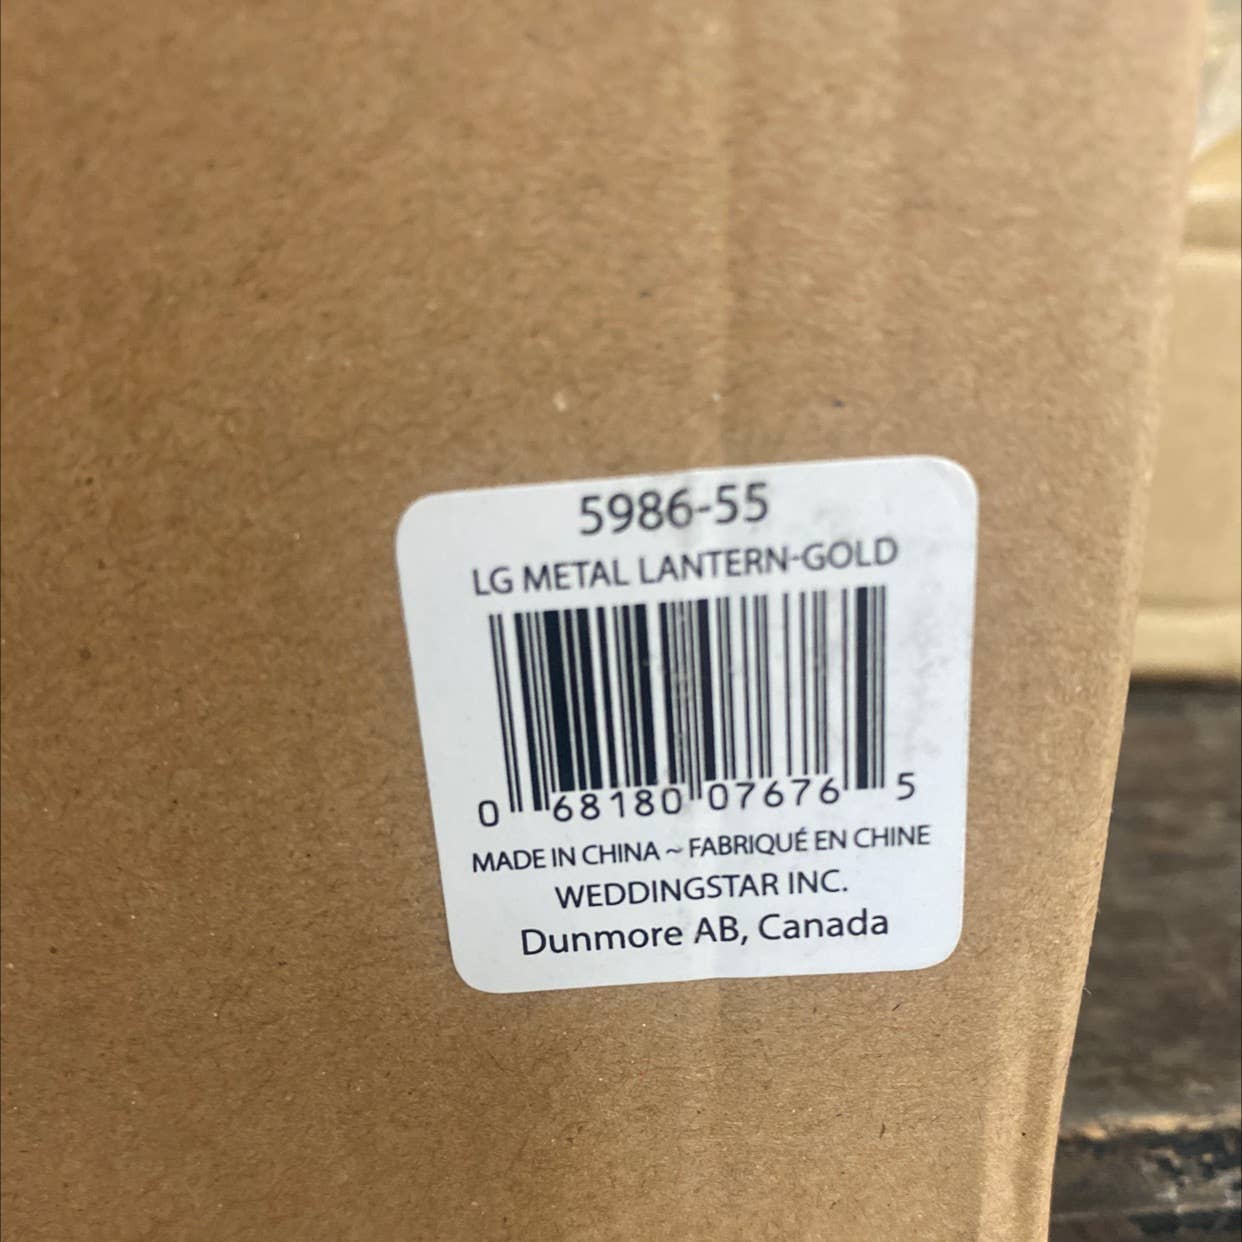 5986-55
LG METAL LANTERN-GOLD
0 68180 07676 5
MADE IN CHINA ~ FABRIQUÉ EN CHINE
WEDDINGSTAR INC.
Dunmore AB, Canada